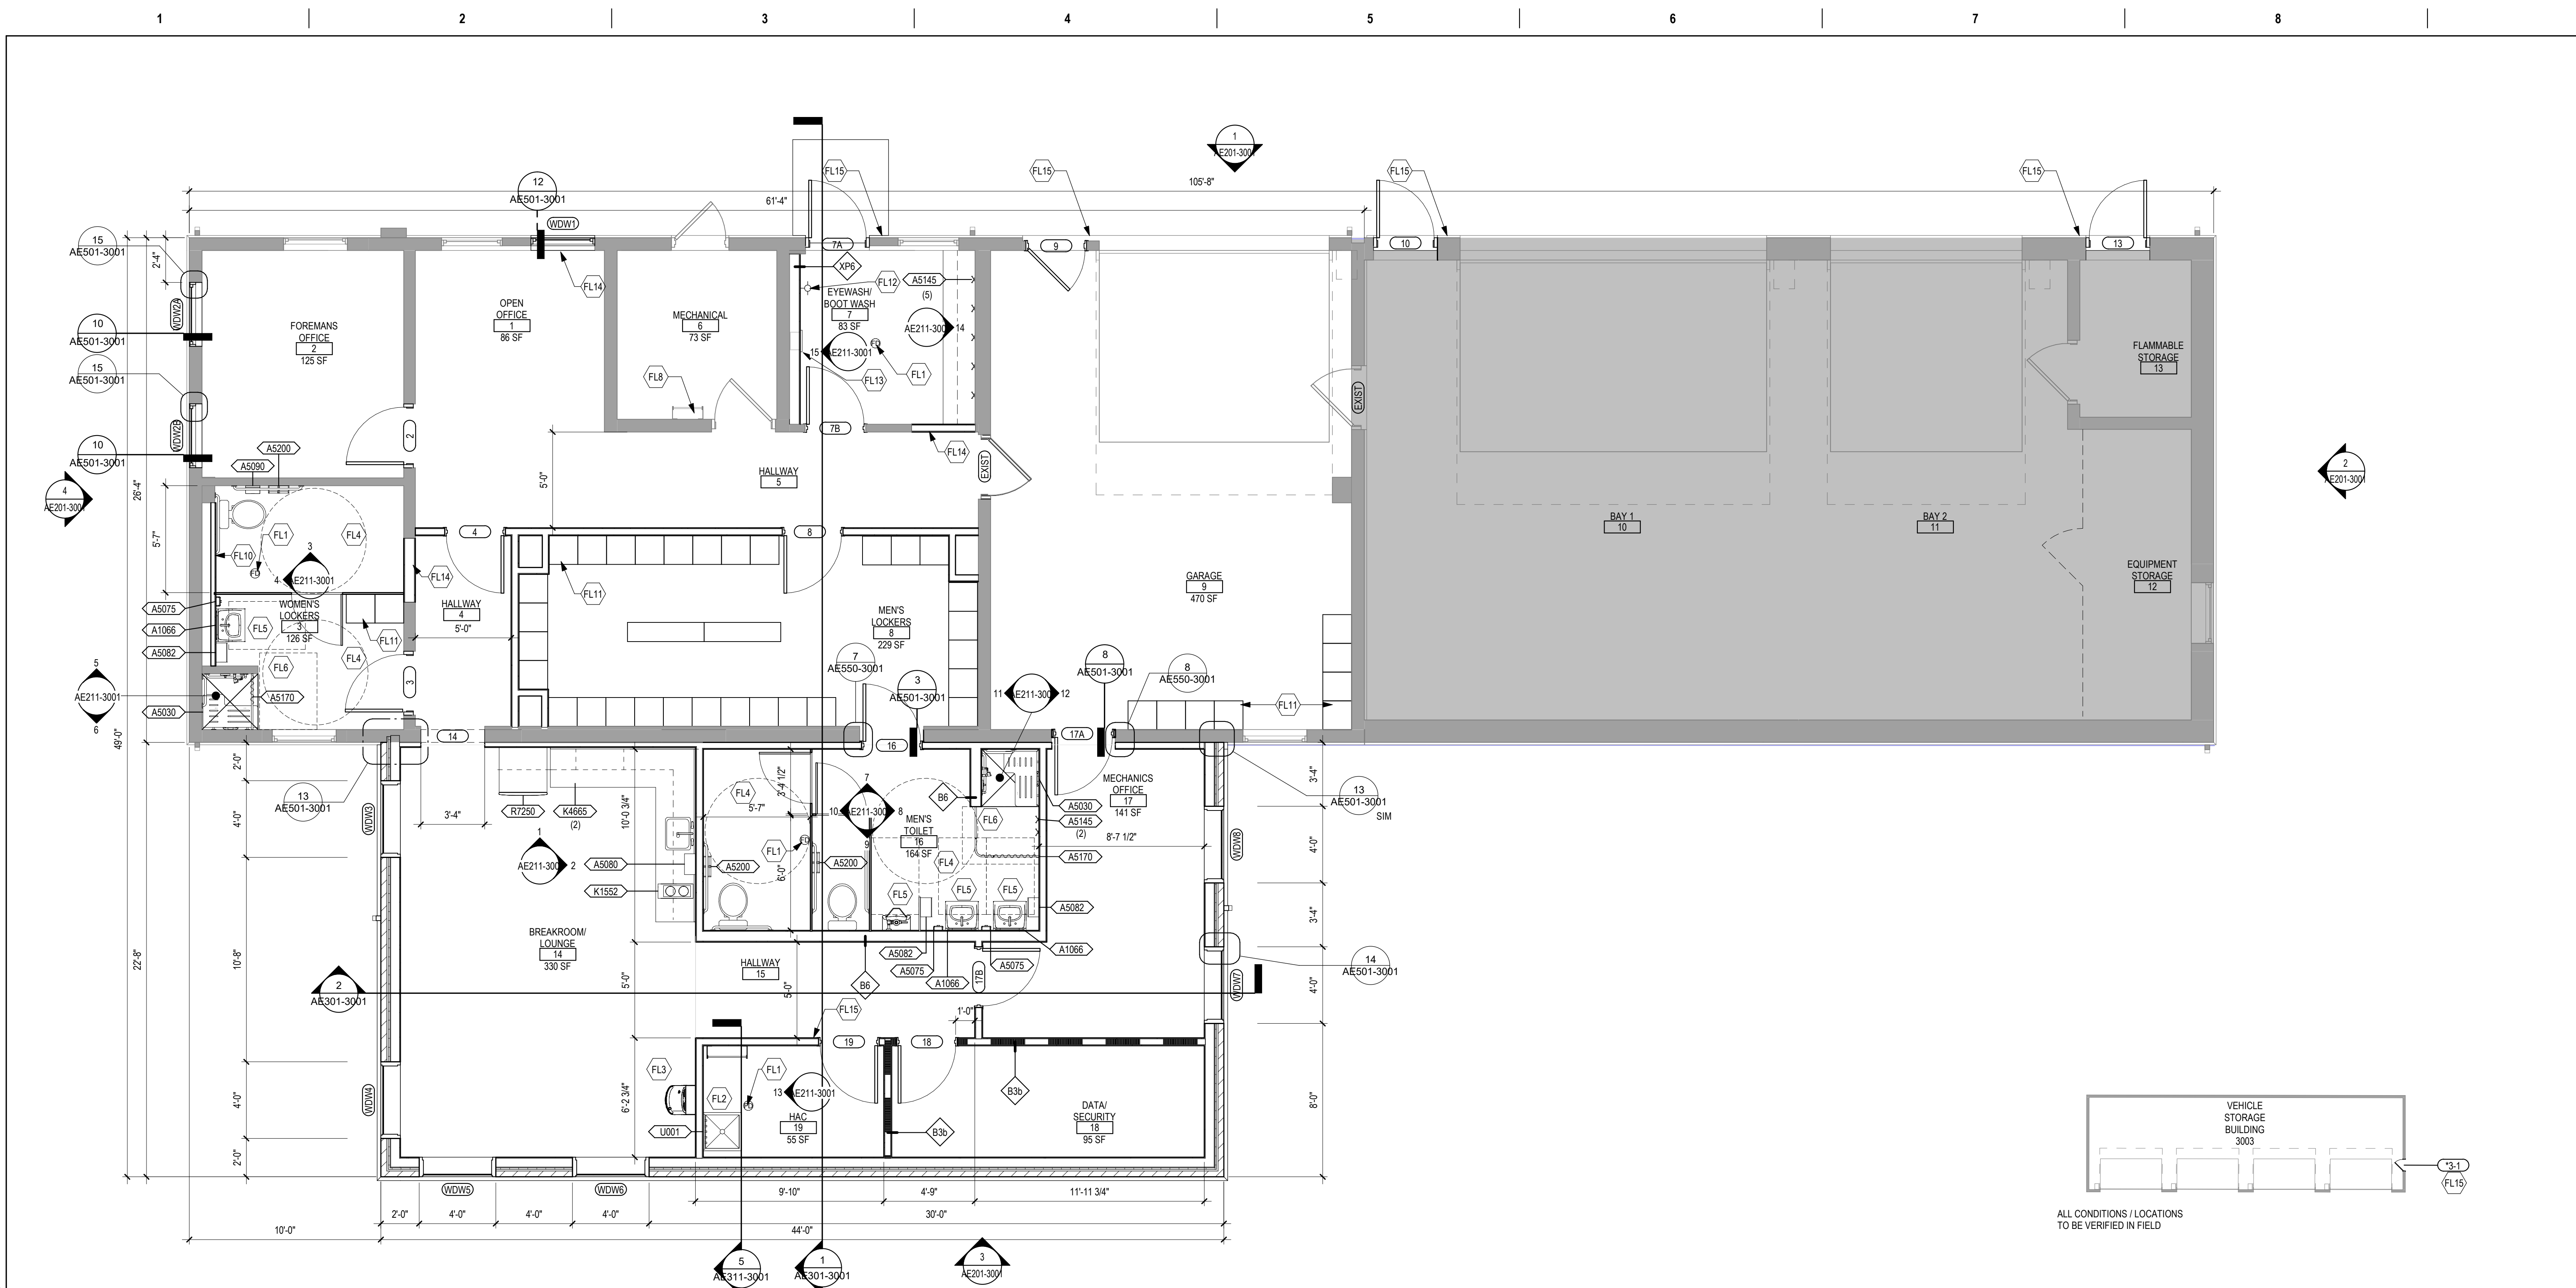 1
2
3
4
5
6
7
8
1
AE201-3001
FL15
FL15
FL15
FL15
105'-8"
61'-4"
12
AE501-3001
WDW1
7A
9
10
13
15
AE501-3001
2'-4"
WDW2A
10
AE501-3001
15
AE501-3001
WDW2B
10
AE501-3001
4
AE201-3001
FOREMANS
OFFICE
2
125 SF
OPEN
OFFICE
1
86 SF
FL14
MECHANICAL
6
73 SF
FL8
XP6
FL12
EYEWASH/
BOOT WASH
7
83 SF
A5145
(5)
AE211-3001
14
15
AE211-3001
FD
FL1
FL13
7B
FL14
EXIST
EXIST
FLAMMABLE
STORAGE
13
2
AE201-3001
A5200
A5090
2
26'-4"
5'-7"
49'-0"
5'-0"
HALLWAY
5
BAY 1
10
BAY 2
11
EQUIPMENT
STORAGE
12
GARAGE
9
470 SF
FL1
FL4
FL10
FD
3
4
AE211-3001
FL14
4
8
FL11
WOMEN'S
LOCKERS
3
126 SF
A5075
A1066
A5082
FL5
FL6
FL11
FL4
3
HALLWAY
4
5'-0"
MEN'S
LOCKERS
8
229 SF
5
AE211-3001
6
A5170
A5030
7
AE550-3001
3
AE501-3001
11
AE211-3001
12
8
AE501-3001
8
AE550-3001
FL11
14
16
17A
13
AE501-3001
13
AE501-3001
SIM
2'-0"
4'-0"
10'-8"
4'-0"
2'-0"
22'-8"
WDW3
WDW4
3'-4"
R7250
K4665
(2)
1
AE211-3001
2
A5080
K1552
10'-0 3/4"
3'-4 1/2"
5'-7"
FL4
FL1
FD
A5200
A5200
6'-0"
7
10
AE211-3001
8
9
B6
MEN'S
TOILET
16
164 SF
FL4
FL6
FL5
FL5
FL5
MECHANICS
OFFICE
17
141 SF
A5030
A5145
(2)
8'-7 1/2"
A5170
A5082
A1066
A5082
A5075
A1066
A5075
17B
3'-4"
4'-0"
3'-4"
4'-0"
8'-0"
WDW8
WDW7
14
AE501-3001
BREAKROOM/
LOUNGE
14
330 SF
HALLWAY
15
5'-0"
5'-0"
B6
2
AE301-3001
FL15
1'-0"
19
18
FL3
FL2
FL1
FD
6'-2 3/4"
U001
13
AE211-3001
HAC
19
55 SF
B3b
B3b
DATA/
SECURITY
18
95 SF
WDW5
WDW6
9'-10"
4'-9"
11'-11 3/4"
2'-0"
4'-0"
4'-0"
4'-0"
30'-0"
10'-0"
44'-0"
5
AE311-3001
1
AE301-3001
3
AE201-3001
VEHICLE
STORAGE
BUILDING
3003
*3-1
FL15
ALL CONDITIONS / LOCATIONS
TO BE VERIFIED IN FIELD